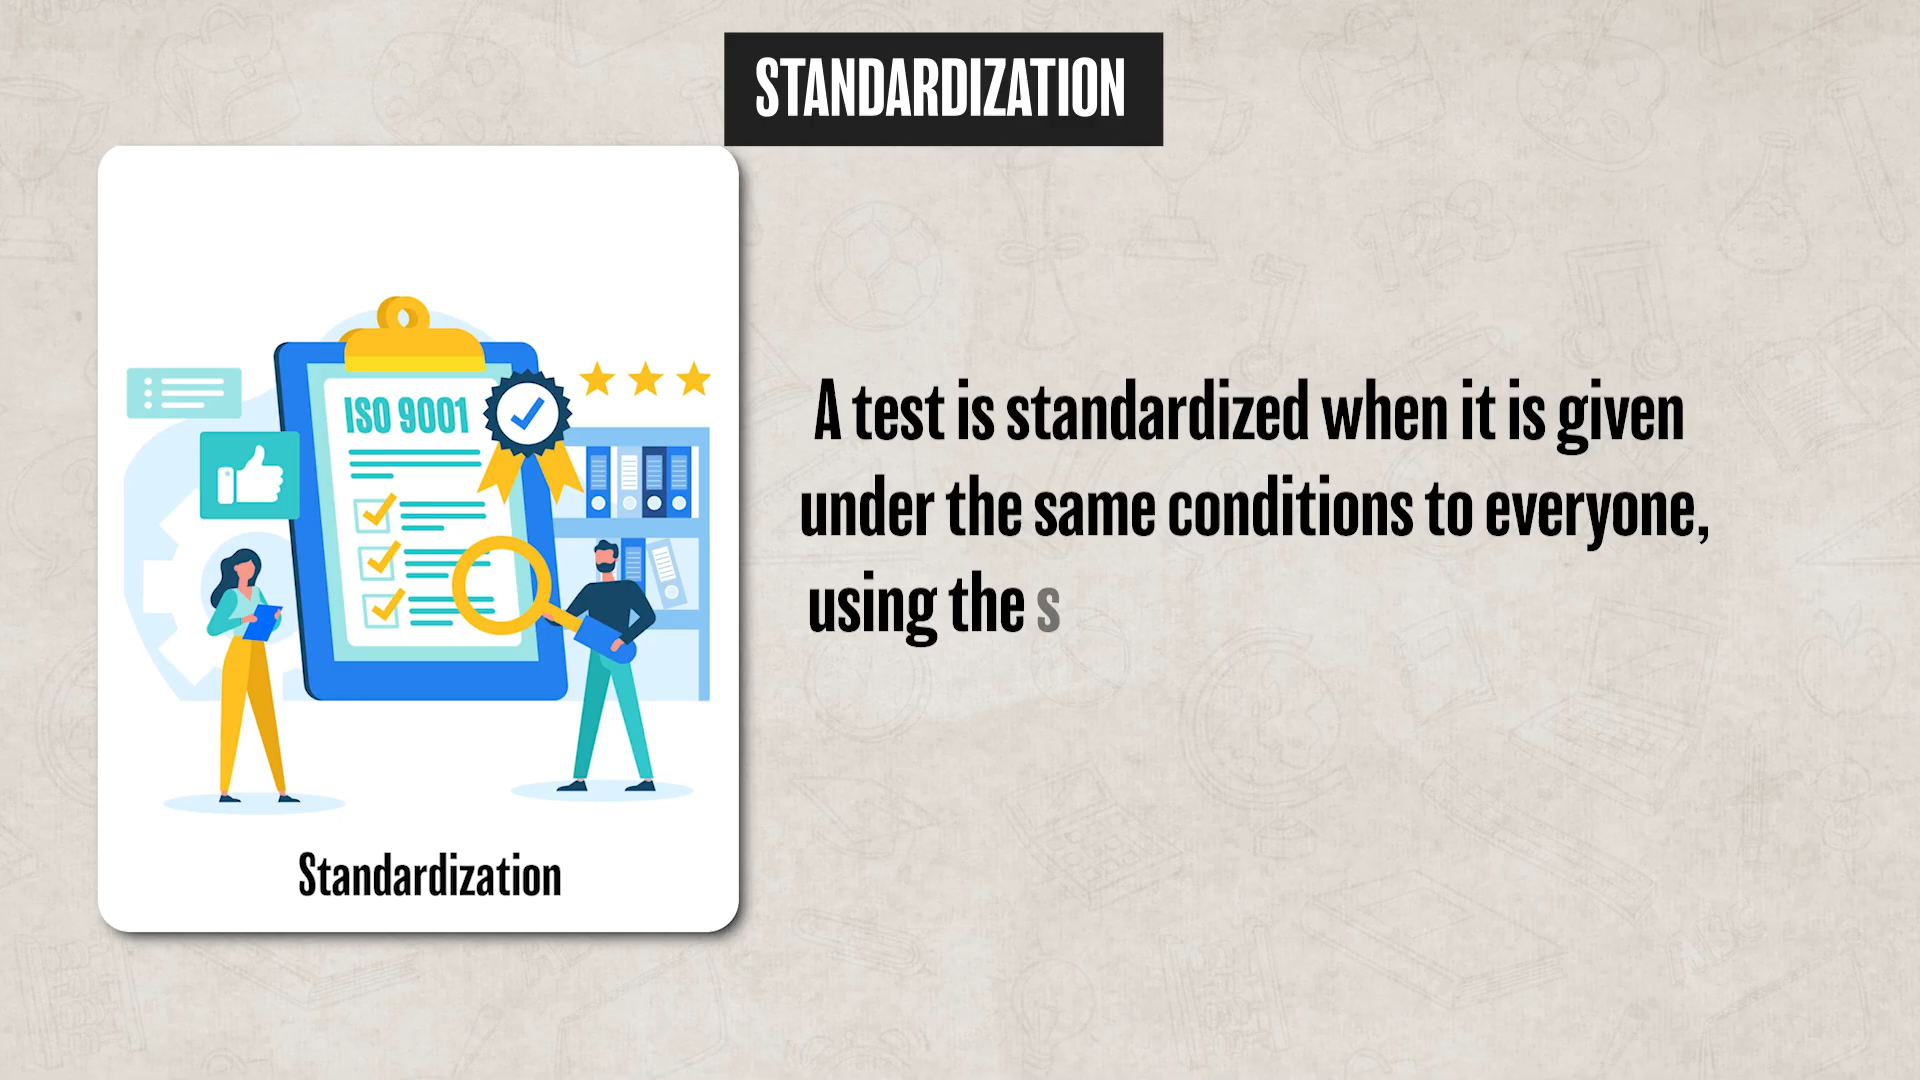 STANDARDIZATION
ISO 9001
A test is standardized when it is given
under the same conditions to everyone,
using the s
Standardization